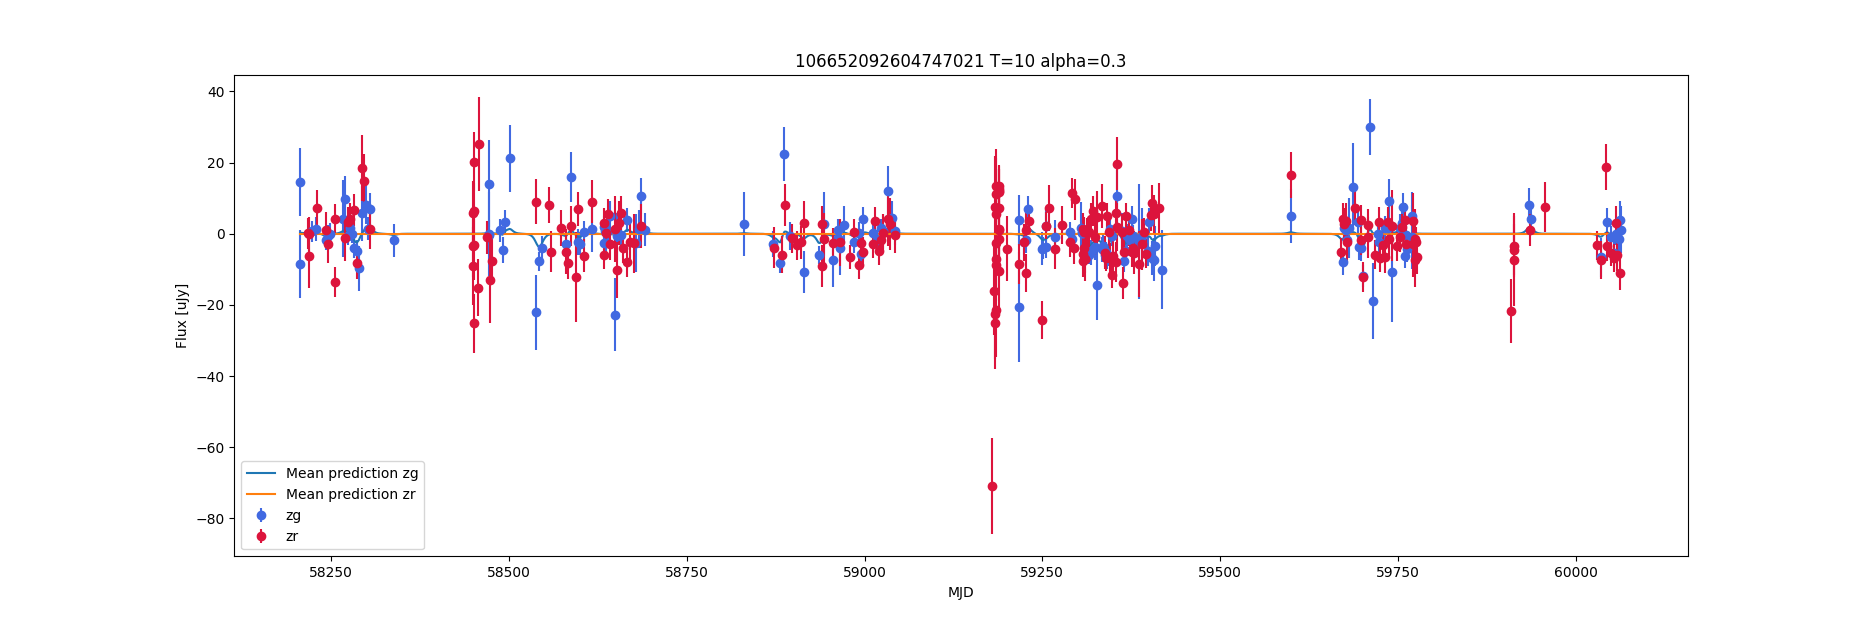 106652092604747021 T=10 alpha=0.3
40
20
0
−20
−40
−60
−80
Flux [uJy]
Mean prediction zg
Mean prediction zr
zg
zr
58250 58500 58750 59000 59250 59500 59750 60000
MJD